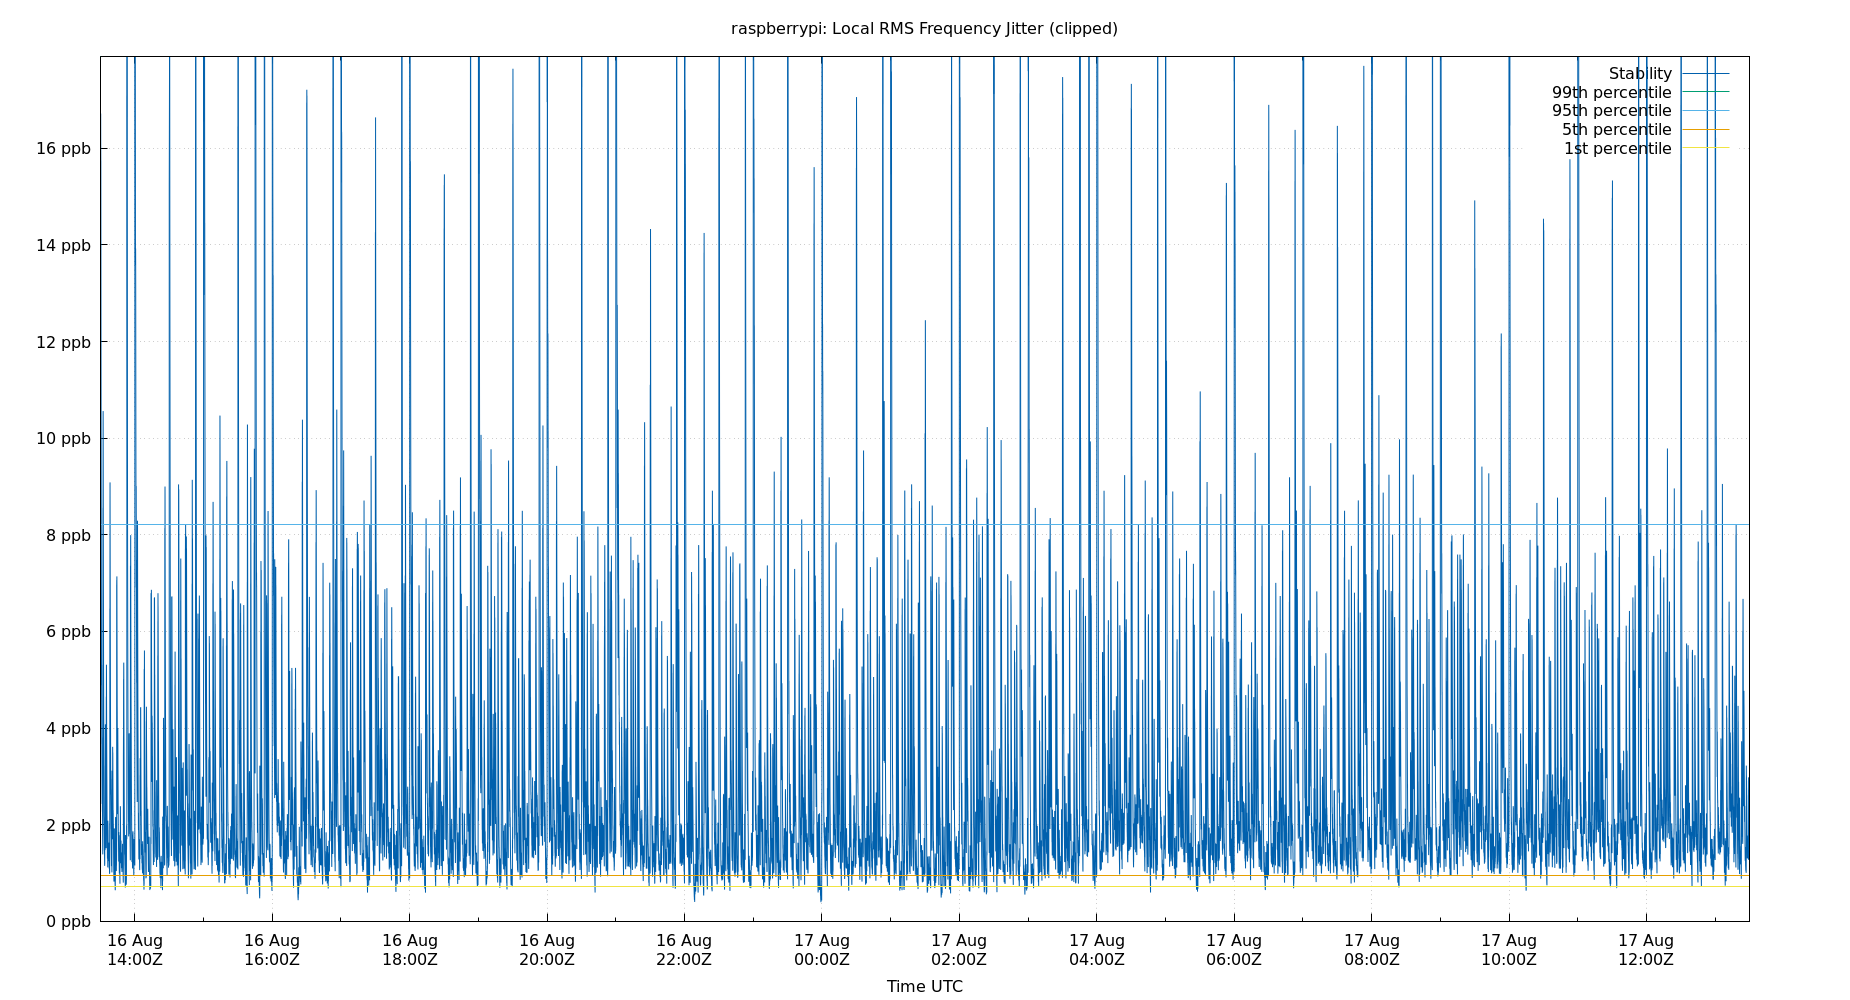 raspberrypi: Local RMS Frequency Jitter (clipped)
Stability
99th percentile
95th percentile
5th percentile
1st percentile
16 ppb
14 ppb
12 ppb
10 ppb
8 ppb
6 ppb
4 ppb
2 ppb
0 ppb
16 Aug 16 Aug 16 Aug 16 Aug 16 Aug 17 Aug 17 Aug 17 Aug 17 Aug 17 Aug 17 Aug 17 Aug
14:00Z 16:00Z 18:00Z 20:00Z 22:00Z 00:00Z 02:00Z 04:00Z 06:00Z 08:00Z 10:00Z 12:00Z
Time UTC